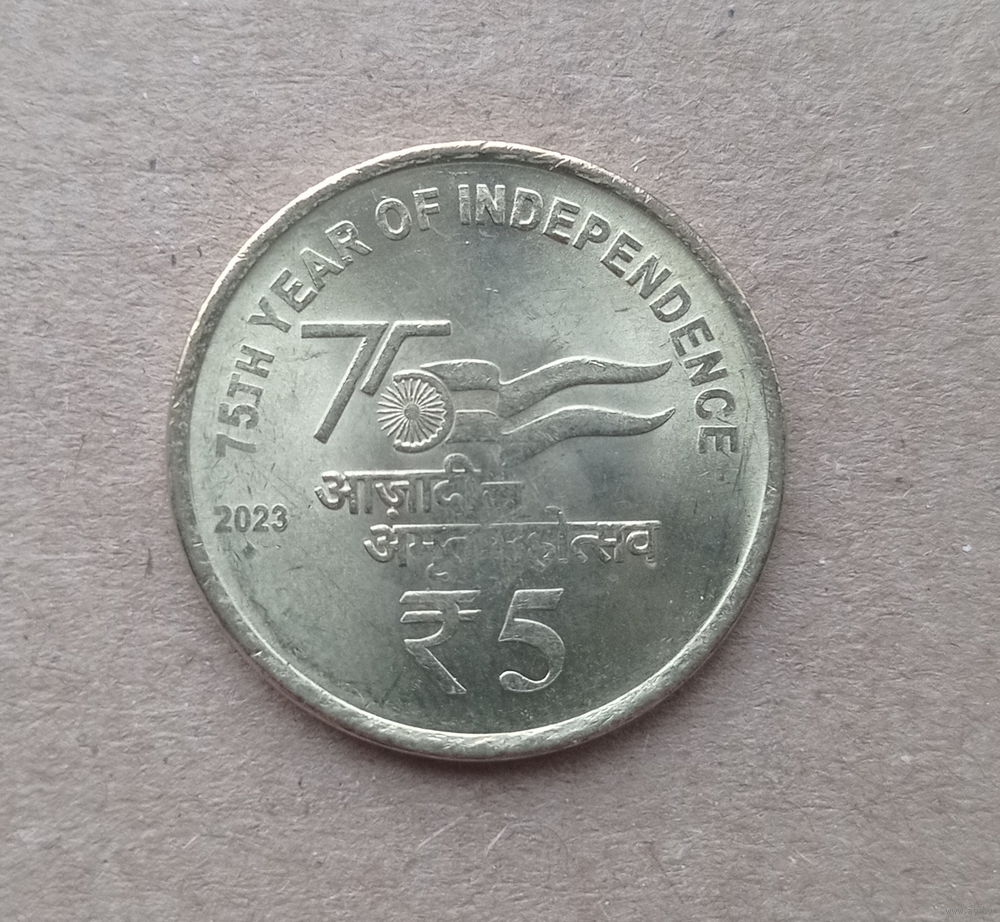 75TH YEAR OF INDEPENDENCE
75
आज़ादी का
अमृत महोत्सव
2023
₹ 5